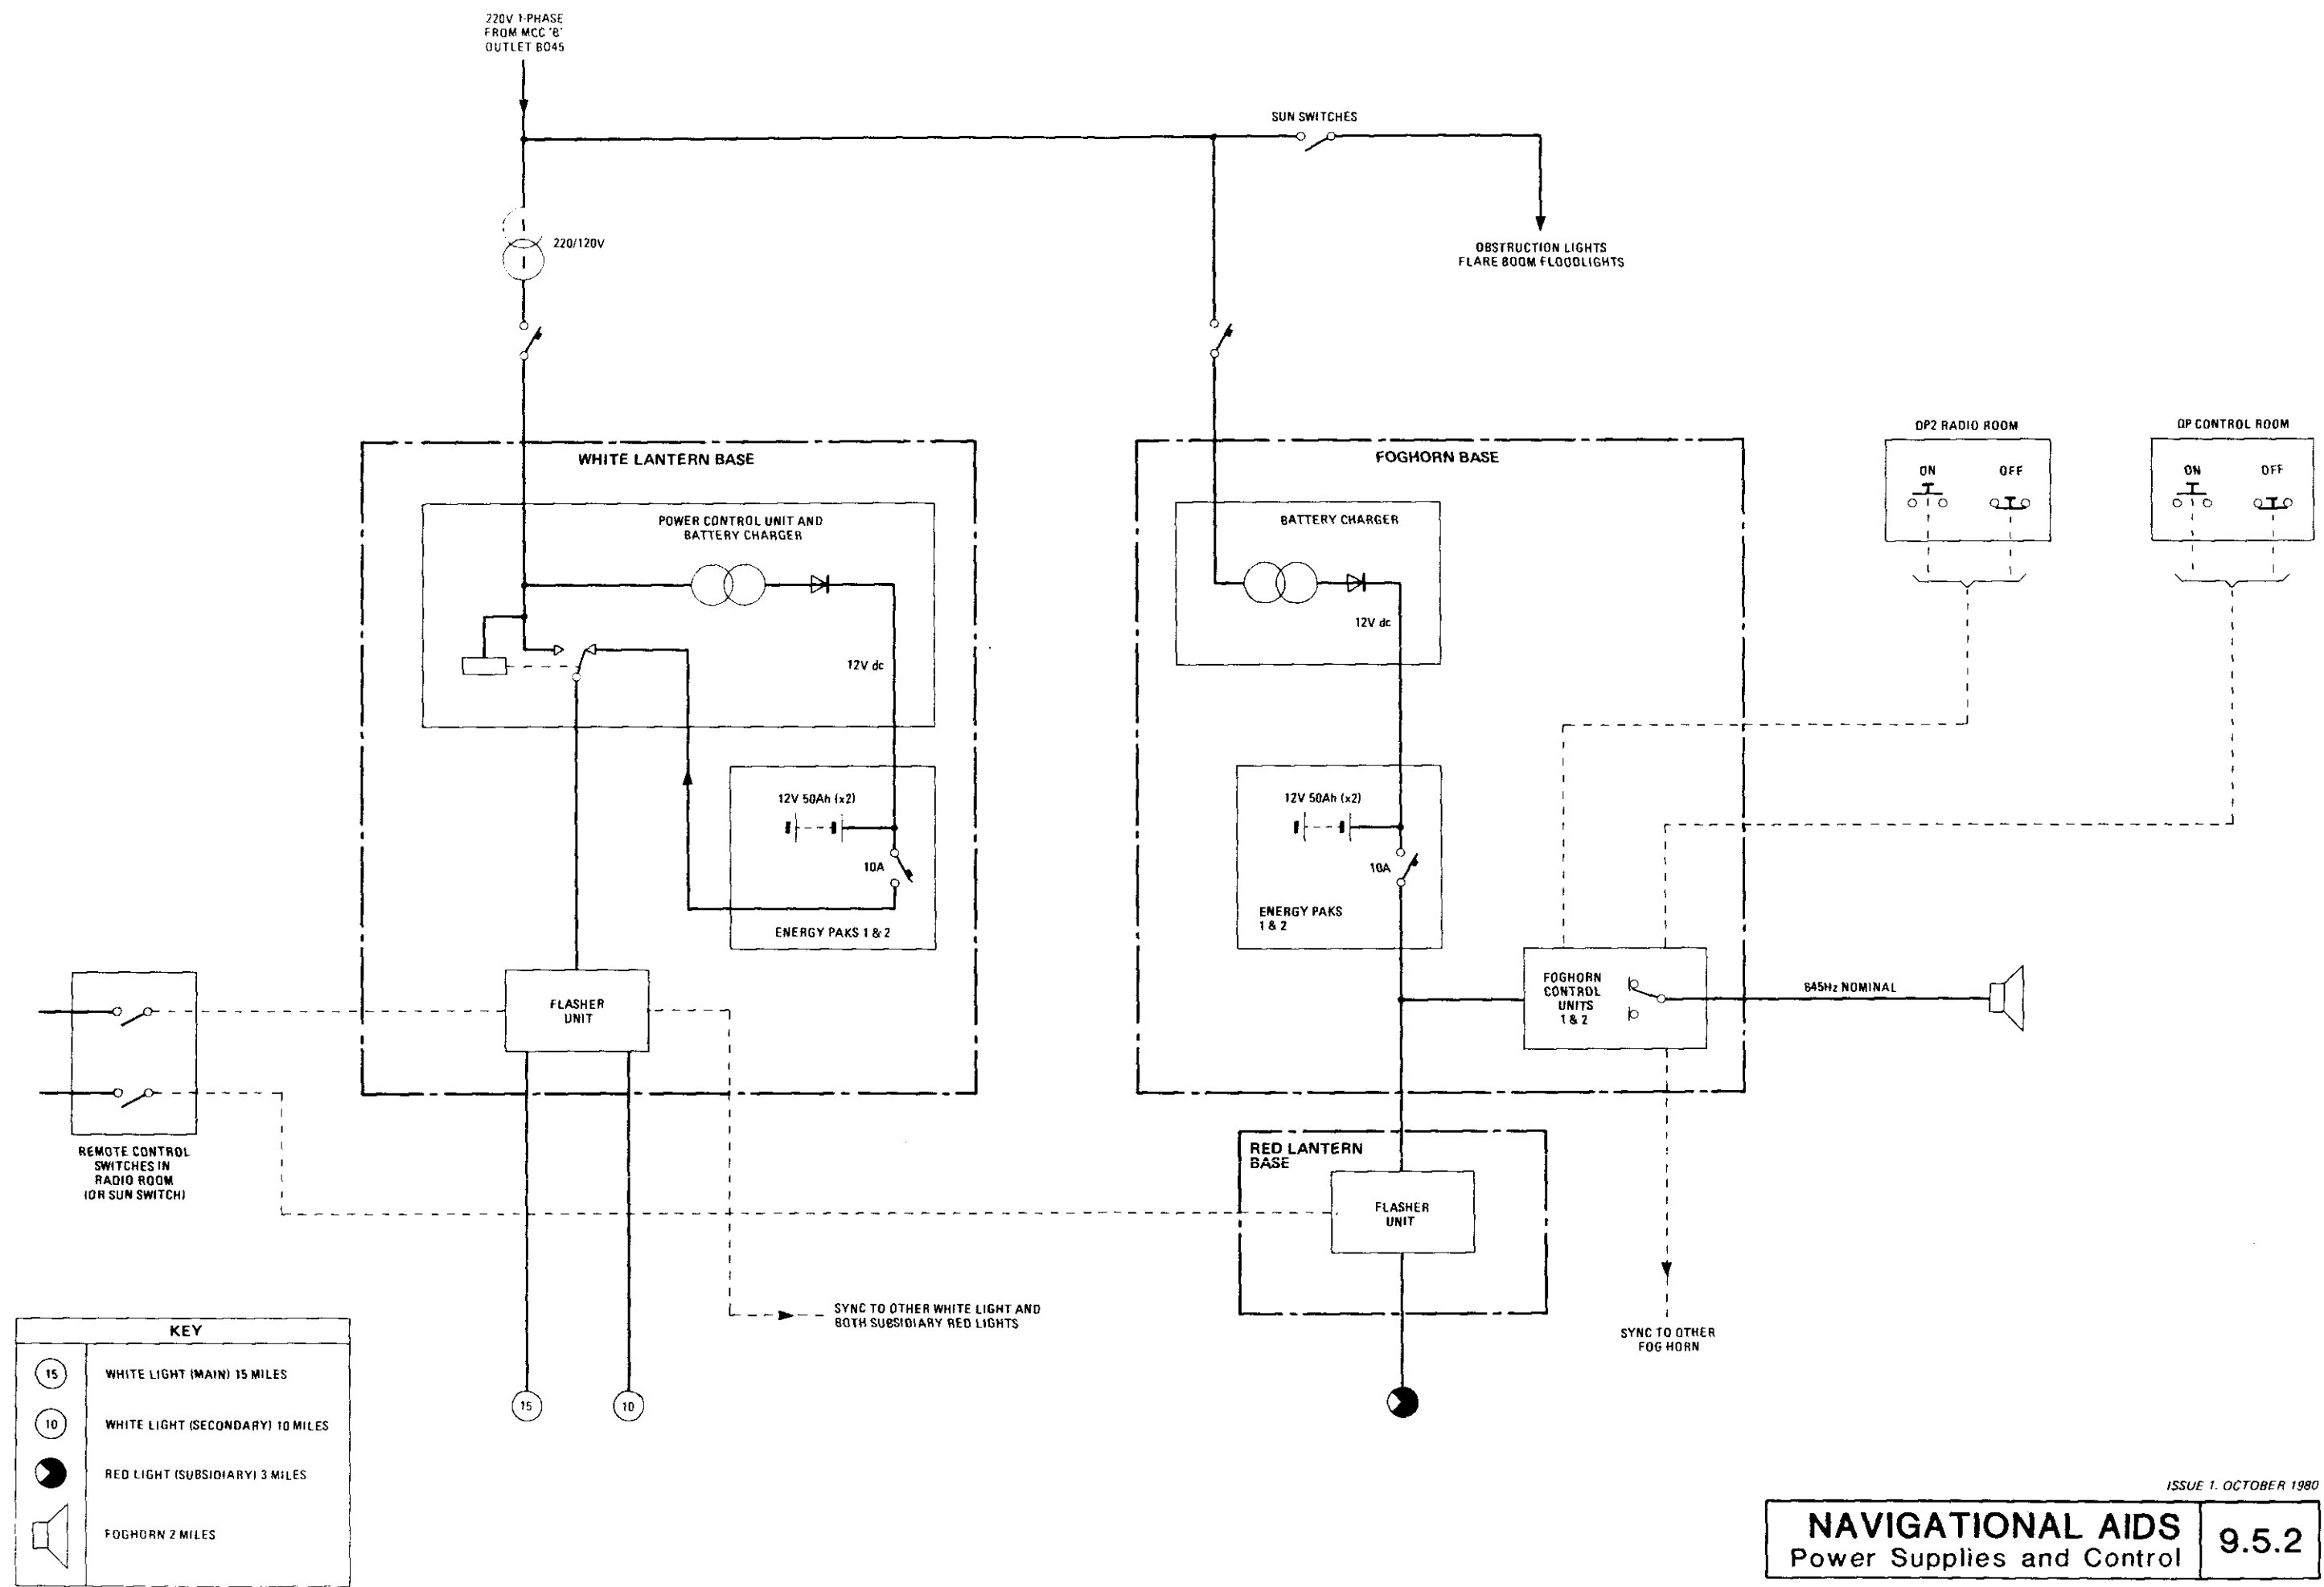 220V 1-PHASE
FROM MCC 'B'
OUTLET B045
SUN SWITCHES
220/120V
OBSTRUCTION LIGHTS
FLARE BOOM FLOODLIGHTS
WHITE LANTERN BASE
POWER CONTROL UNIT AND
BATTERY CHARGER
12V dc
12V 50Ah (x2)
10A
ENERGY PAKS 1 & 2
FLASHER
UNIT
FOGHORN BASE
BATTERY CHARGER
12V dc
12V 50Ah (x2)
10A
ENERGY PAKS
1 & 2
FOGHORN
CONTROL
UNITS
1 & 2
645Hz NOMINAL
DP2 RADIO ROOM
ON OFF
QP CONTROL ROOM
ON OFF
REMOTE CONTROL
SWITCHES IN
RADIO ROOM
(OR SUN SWITCH)
RED LANTERN
BASE
FLASHER
UNIT
SYNC TO OTHER WHITE LIGHT AND
BOTH SUBSIDIARY RED LIGHTS
SYNC TO OTHER
FOG HORN
15
10
KEY
15 WHITE LIGHT (MAIN) 15 MILES
10 WHITE LIGHT (SECONDARY) 10 MILES
RED LIGHT (SUBSIDIARY) 3 MILES
FOGHORN 2 MILES
ISSUE 1. OCTOBER 1980
NAVIGATIONAL AIDS
Power Supplies and Control
9.5.2